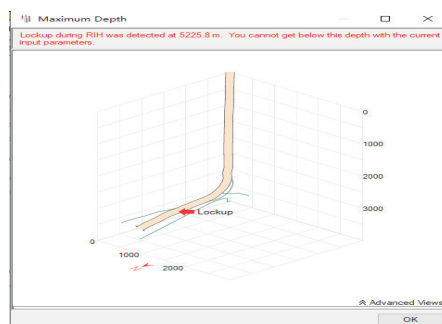 Maximum Depth
Lockup during RIH was detected at 5225.8 m. You cannot get below this depth with the current
input parameters.
0
1000
2000
3000
Lockup
0
1000
2000
N
Advanced Views
OK